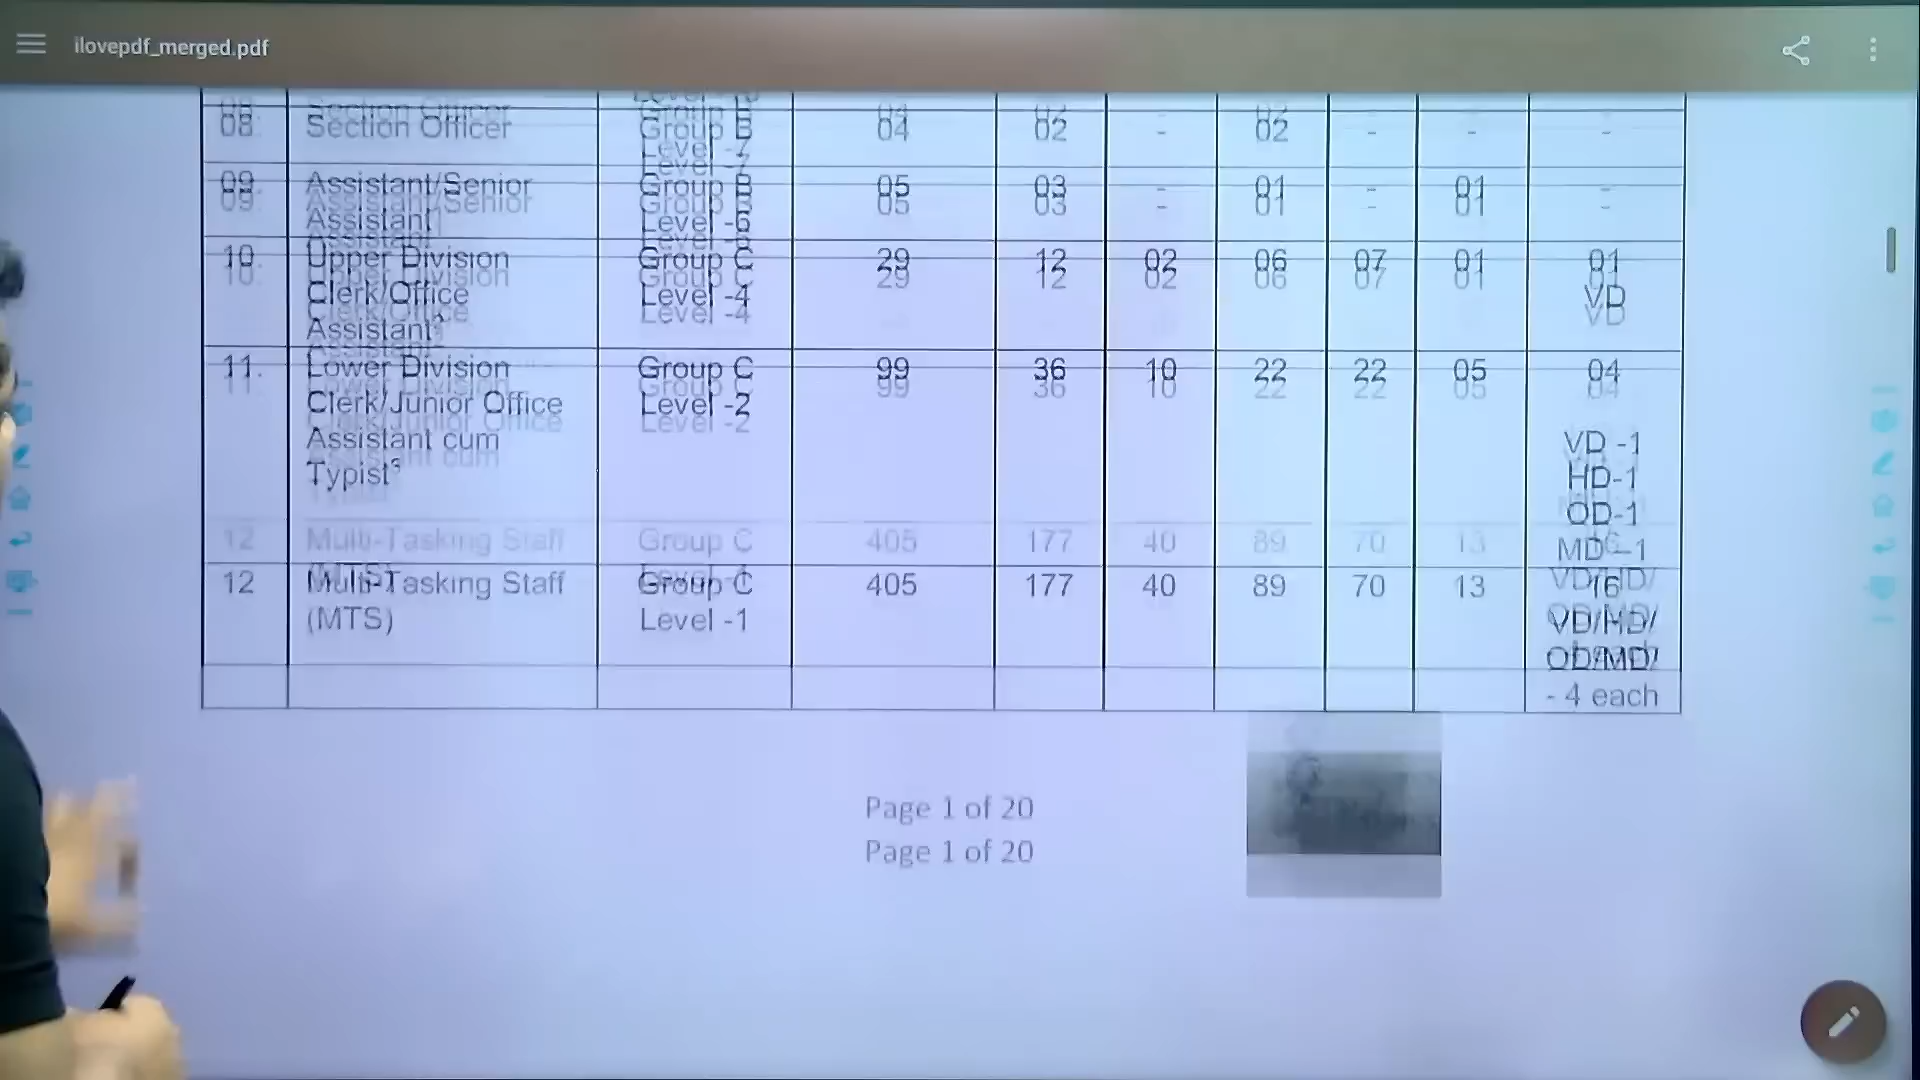 ilovepdf_merged.pdf
08. Section Officer Group B 04 02 - 02 - - -
Level -7
09. Assistant/Senior Group B 05 03 - 01 - 01 -
Assistant Level -6
10. Upper Division Group C 29 12 02 06 07 01 01
Clerk/Office Level -4 VD
Assistant
11. Lower Division Group C 99 36 10 22 22 05 04
Clerk/Junior Office Level -2
Assistant cum VD -1
Typist HD-1
OD-1
MD-1
12 Multi-Tasking Staff Group C 405 177 40 89 70 13 16
(MTS) Level -1 VD/HD/
OD/MD/
- 4 each
Page 1 of 20
Page 1 of 20